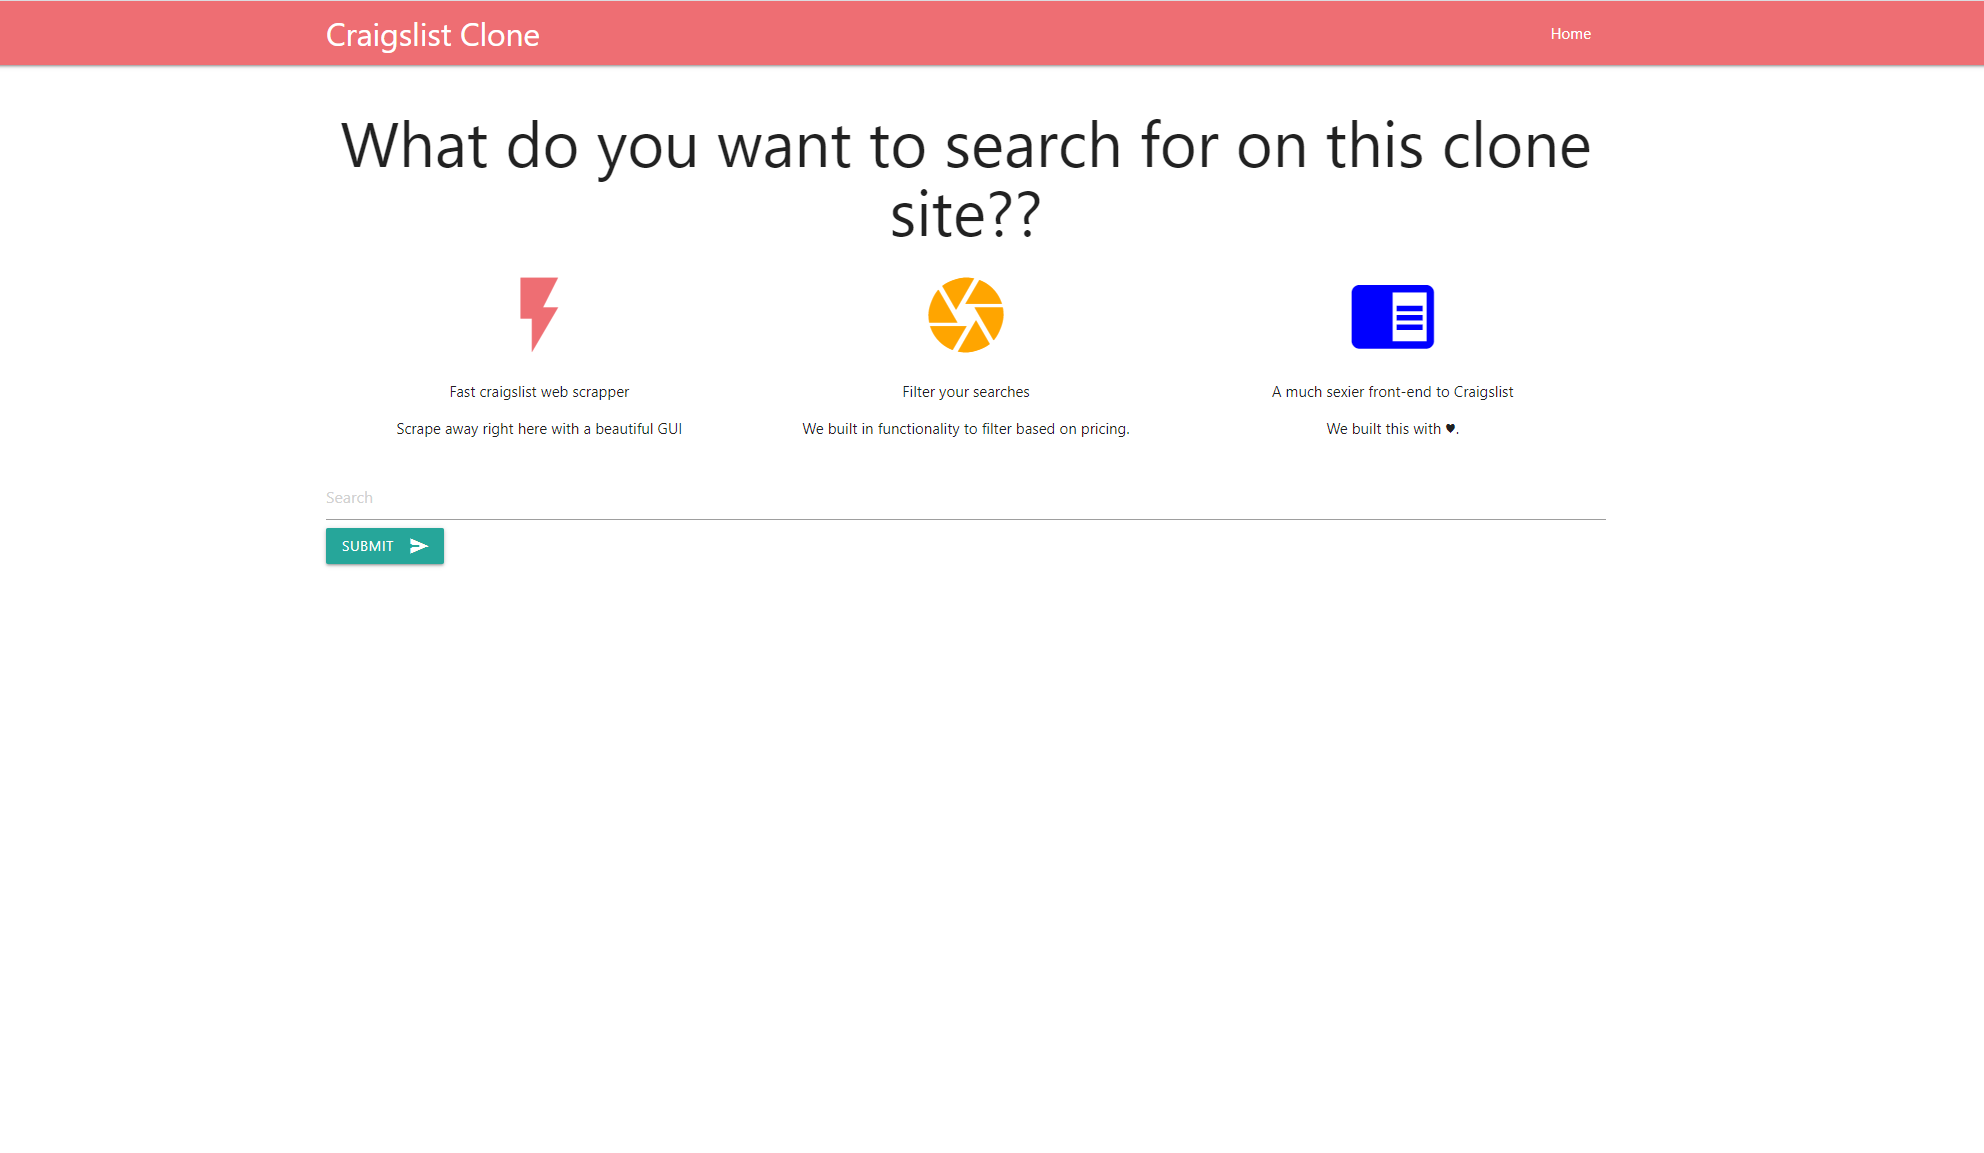 Craigslist Clone
Home
What do you want to search for on this clone
site??
Fast craigslist web scrapper
Scrape away right here with a beautiful GUI
Filter your searches
We built in functionality to filter based on pricing.
A much sexier front-end to Craigslist
We built this with ♥.
Search
SUBMIT